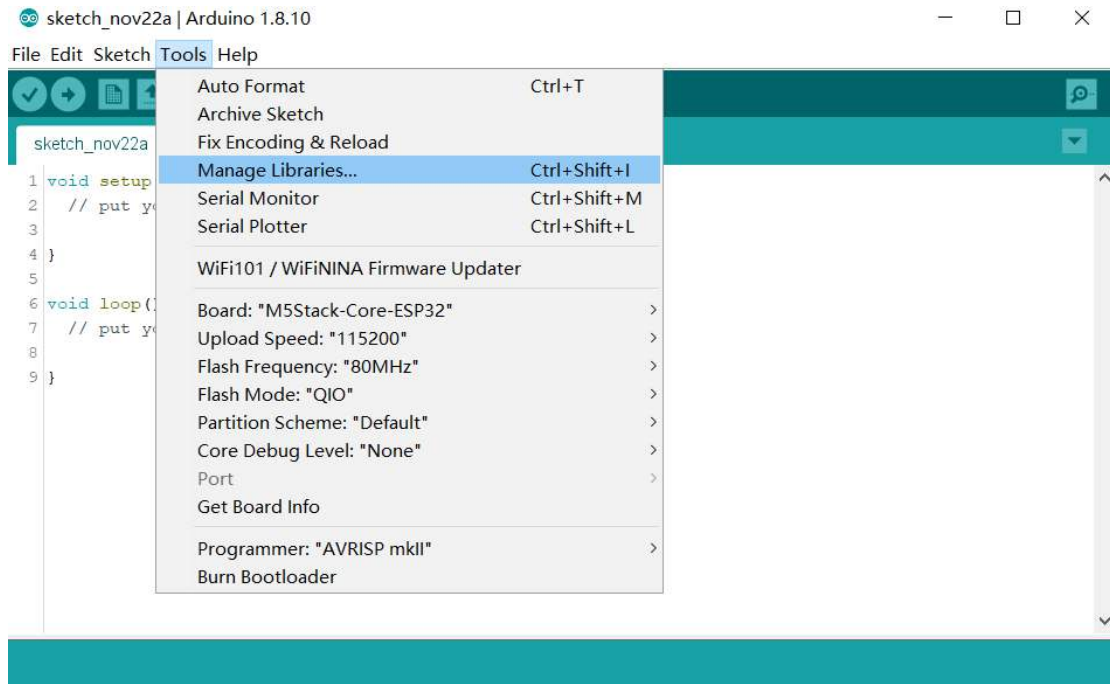 sketch_nov22a | Arduino 1.8.10
File Edit Sketch Tools Help
sketch_nov22a
Auto Format Ctrl+T
Archive Sketch
Fix Encoding & Reload
Manage Libraries... Ctrl+Shift+I
Serial Monitor Ctrl+Shift+M
Serial Plotter Ctrl+Shift+L
WiFi101 / WiFiNINA Firmware Updater
Board: "M5Stack-Core-ESP32"
Upload Speed: "115200"
Flash Frequency: "80MHz"
Flash Mode: "QIO"
Partition Scheme: "Default"
Core Debug Level: "None"
Port
Get Board Info
Programmer: "AVRISP mkII"
Burn Bootloader
1 void setup
2 // put
3
4 }
5
6 void loop(
7 // put
8
9 }